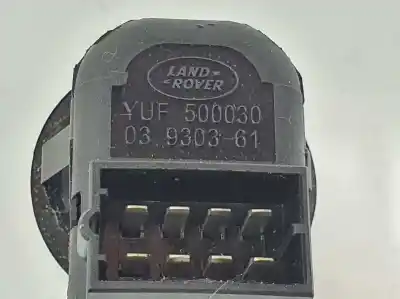 LAND-
ROVER
YUF 500030
03 9303-61